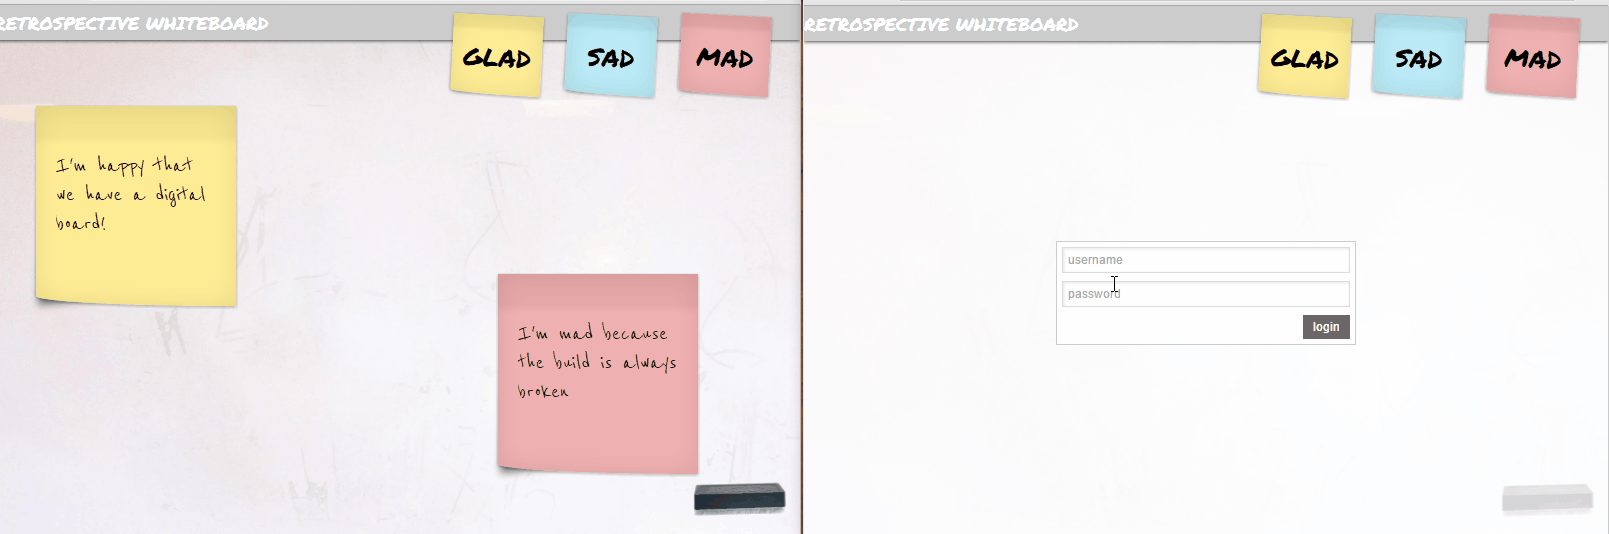 RETROSPECTIVE WHITEBOARD
GLAD
SAD
MAD
I'm happy that
we have a digital
board!
I'm mad because
the build is always
broken
RETROSPECTIVE WHITEBOARD
GLAD
SAD
MAD
username
password
login